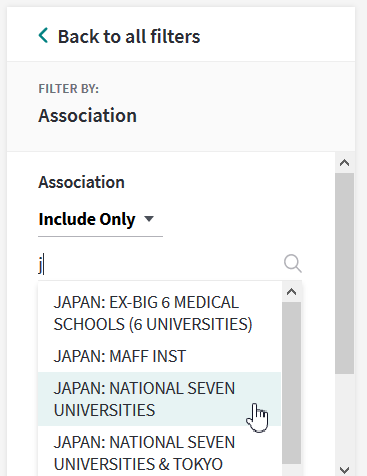 Back to all filters
FILTER BY:
Association
Association
Include Only
j
JAPAN: EX-BIG 6 MEDICAL
SCHOOLS (6 UNIVERSITIES)
JAPAN: MAFF INST
JAPAN: NATIONAL SEVEN
UNIVERSITIES
JAPAN: NATIONAL SEVEN
UNIVERSITIES & TOKYO